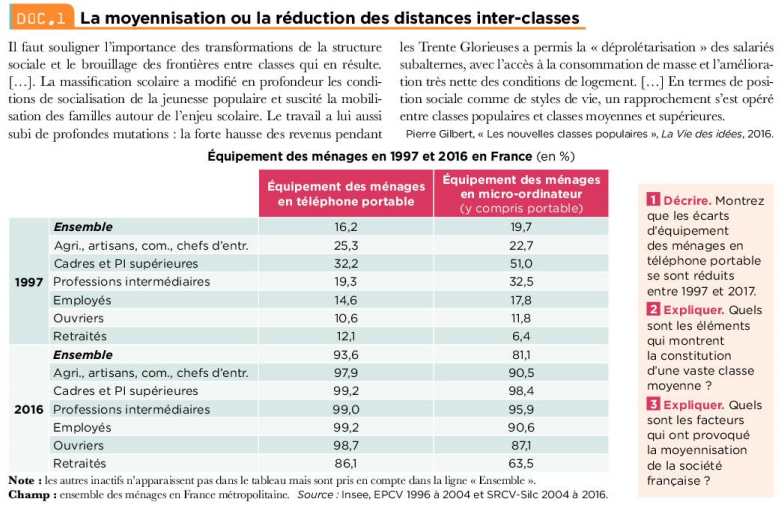 DOC.1 La moyennisation ou la réduction des distances inter-classes
Il faut souligner l'importance des transformations de la structure
sociale et le brouillage des frontières entre classes qui en résulte.
[…]. La massification scolaire a modifié en profondeur les condi-
tions de socialisation de la jeunesse populaire et suscité la mobili-
sation des familles autour de l'enjeu scolaire. Le travail a lui aussi
subi de profondes mutations : la forte hausse des revenus pendant
les Trente Glorieuses a permis la « déprolétarisation » des salariés
subalternes, avec l'accès à la consommation de masse et l'améliora-
tion très nette des conditions de logement. […] En termes de posi-
tion sociale comme de styles de vie, un rapprochement s'est opéré
entre classes populaires et classes moyennes et supérieures.
Pierre Gilbert, « Les nouvelles classes populaires », La Vie des idées, 2016.
Équipement des ménages en 1997 et 2016 en France (en %)
Équipement des ménages
en téléphone portable
Équipement des ménages
en micro-ordinateur
(y compris portable)
1997
Ensemble 16,2 19,7
Agri., artisans, com., chefs d'entr. 25,3 22,7
Cadres et PI supérieures 32,2 51,0
Professions intermédiaires 19,3 32,5
Employés 14,6 17,8
Ouvriers 10,6 11,8
Retraités 12,1 6,4
2016
Ensemble 93,6 81,1
Agri., artisans, com., chefs d'entr. 97,9 90,5
Cadres et PI supérieures 99,2 98,4
Professions intermédiaires 99,0 95,9
Employés 99,2 90,6
Ouvriers 98,7 87,1
Retraités 86,1 63,5
Note : les autres inactifs n'apparaissent pas dans le tableau mais sont pris en compte dans la ligne « Ensemble ».
Champ : ensemble des ménages en France métropolitaine. Source : Insee, EPCV 1996 à 2004 et SRCV-Silc 2004 à 2016.
1 Décrire. Montrez
que les écarts
d'équipement
des ménages en
téléphone portable
se sont réduits
entre 1997 et 2017.
2 Expliquer. Quels
sont les éléments
qui montrent
la constitution
d'une vaste classe
moyenne ?
3 Expliquer. Quels
sont les facteurs
qui ont provoqué
la moyennisation
de la société
française ?